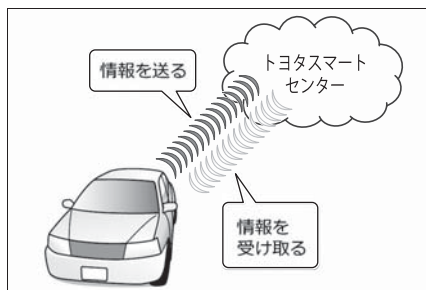 情報を送る
トヨタスマート
センター
情報を
受け取る